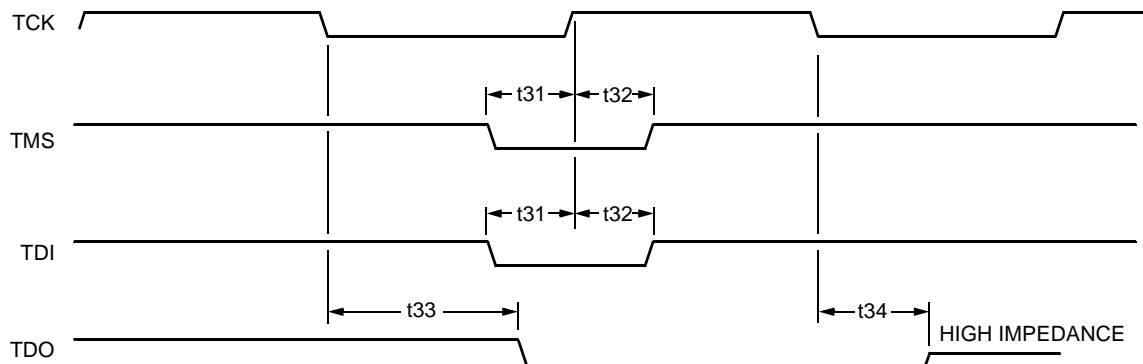 TCK
t31 t32
TMS
t31 t32
TDI
t33 t34
HIGH IMPEDANCE
TDO